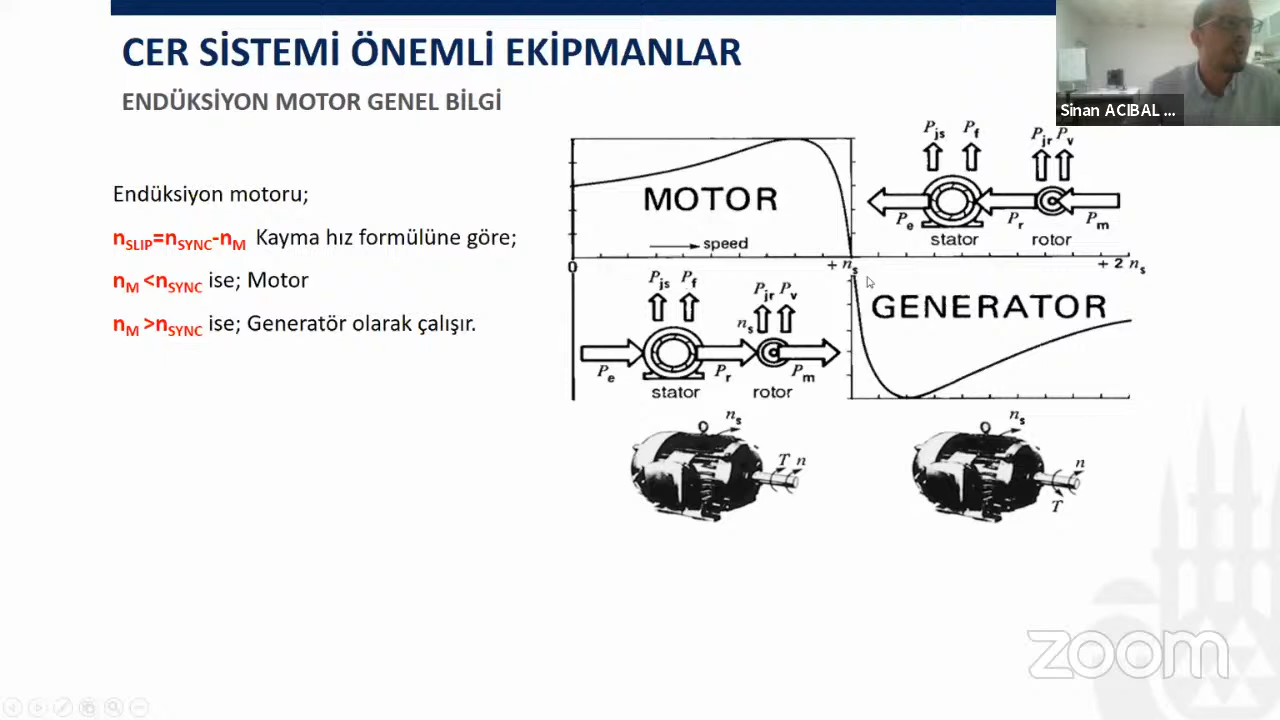 CER SİSTEMİ ÖNEMLİ EKİPMANLAR
ENDÜKSİYON MOTOR GENEL BİLGİ
Sinan ACIBAL ...
Endüksiyon motoru;
nSLIP=nSYNC-nM Kayma hız formülüne göre;
nM <nSYNC ise; Motor
nM >nSYNC ise; Generatör olarak çalışır.
MOTOR
speed
0
+ ns
+ 2 ns
Pjs Pf Pjr Pv
Pe Pr Pm
stator rotor
Pjs Pf Pjr Pv
ns
Pe Pr Pm
stator rotor
GENERATOR
ns
T n
ns
n
T
zoom